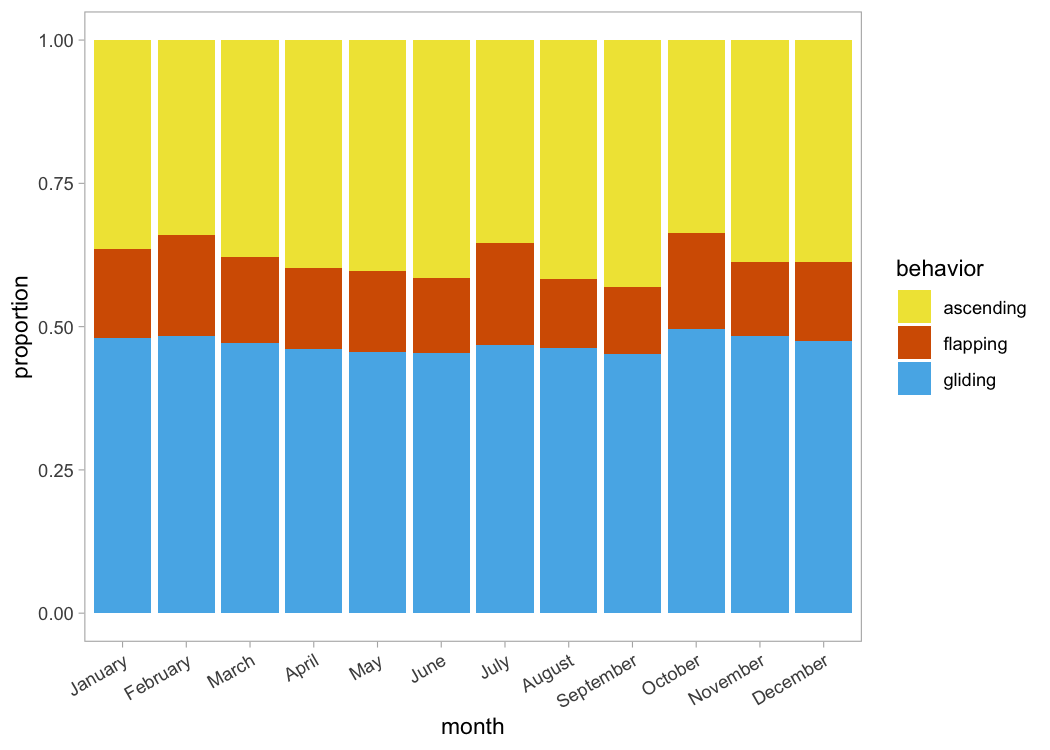 1.00
0.75
0.50
0.25
0.00
proportion
January
February
March
April
May
June
July
August
September
October
November
December
month
behavior
ascending
flapping
gliding